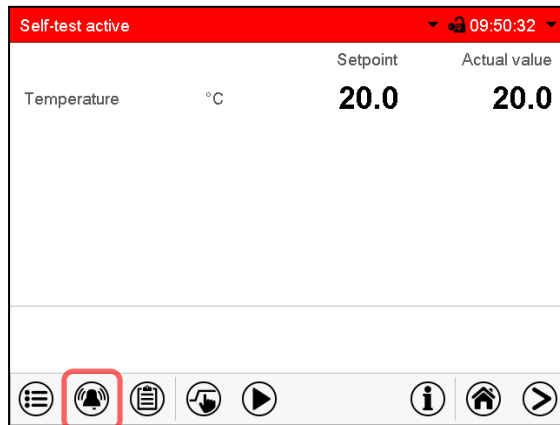 Self-test active 09:50:32
Setpoint Actual value
Temperature °C 20.0 20.0